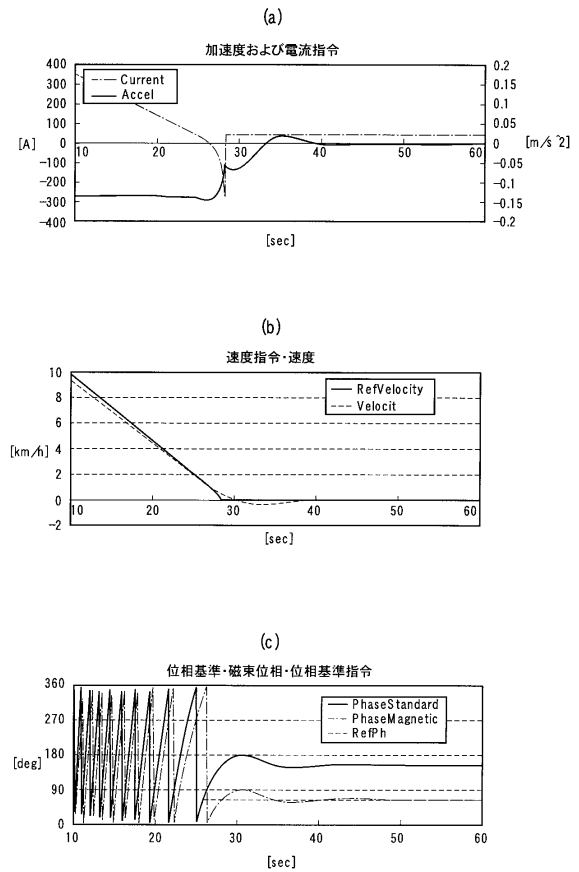 (a)
加速度および電流指令
400
300
200
100
0
-100
-200
-300
-400
[A]
Current
Accel
10
20
30
40
50
60
0.2
0.15
0.1
0.05
0
-0.05
-0.1
-0.15
-0.2
[m/s^2]
[sec]
(b)
速度指令・速度
10
8
6
4
2
0
-2
[km/h]
RefVelocity
Velocit
10
20
30
40
50
60
[sec]
(c)
位相基準・磁束位相・位相基準指令
360
270
180
90
0
[deg]
PhaseStandard
PhaseMagnetic
RefPh
10
20
30
40
50
60
[sec]